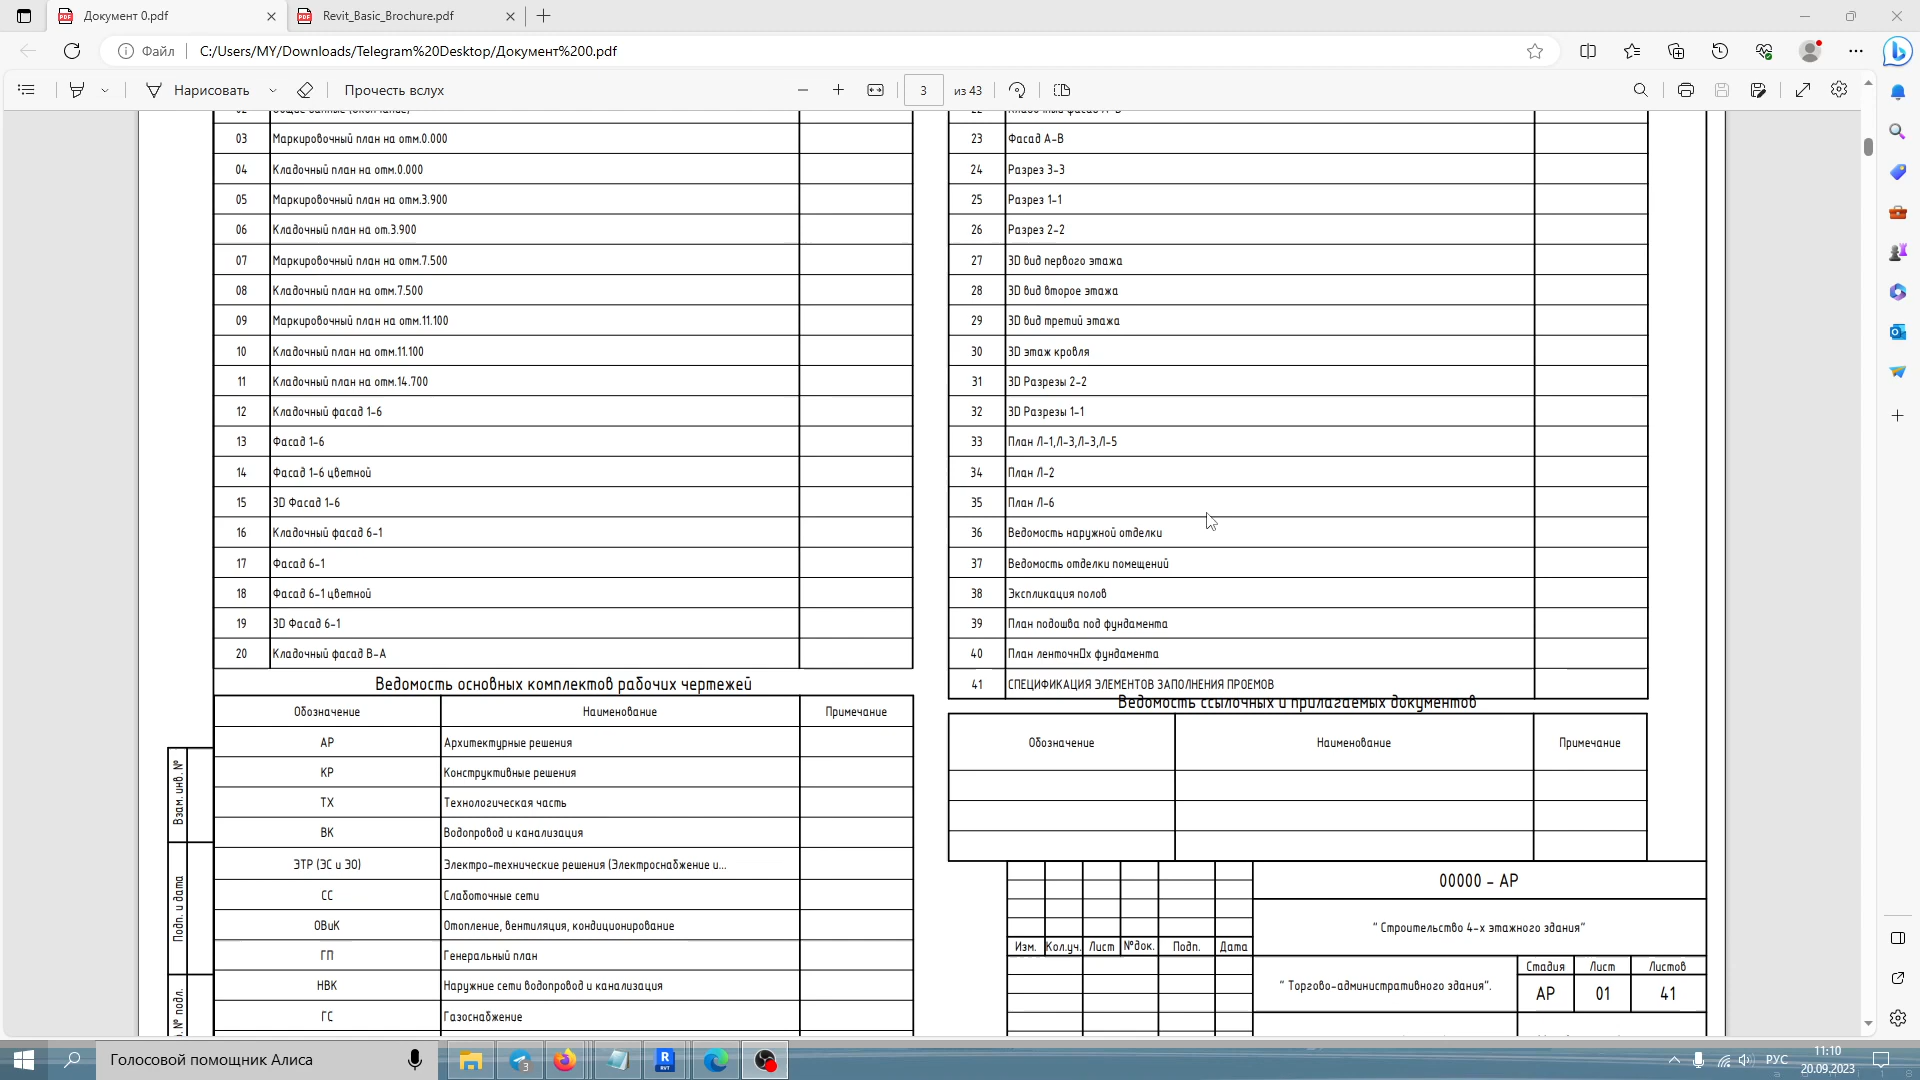 Документ 0.pdf
Revit_Basic_Brochure.pdf
Файл
C:/Users/MY/Downloads/Telegram%20Desktop/Документ%200.pdf
Нарисовать
Прочесть вслух
3
из 43
03 Маркировочный план на отм.0.000
04 Кладочный план на отм.0.000
05 Маркировочный план на отм.3.900
06 Кладочный план на от.3.900
07 Маркировочный план на отм.7.500
08 Кладочный план на отм.7.500
09 Маркировочный план на отм.11.100
10 Кладочный план на отм.11.100
11 Кладочный план на отм.14.700
12 Кладочный фасад 1-6
13 Фасад 1-6
14 Фасад 1-6 цветной
15 3D Фасад 1-6
16 Кладочный фасад 6-1
17 Фасад 6-1
18 Фасад 6-1 цветной
19 3D Фасад 6-1
20 Кладочный фасад В-А
Ведомость основных комплектов рабочих чертежей
Обозначение Наименование Примечание
АР Архитектурные решения
КР Конструктивные решения
ТХ Технологическая часть
ВК Водопровод и канализация
ЭТР (ЭС и ЭО) Электро-технические решения (Электроснабжение и...
СС Слаботочные сети
ОВиК Отопление, вентиляция, кондиционирование
ГП Генеральный план
НВК Наружние сети водопровод и канализация
ГС Газоснабжение
Взам. инв. №
Подп. и дата
№ подл.
23 Фасад А-В
24 Разрез 3-3
25 Разрез 1-1
26 Разрез 2-2
27 3D вид первого этажа
28 3D вид второе этажа
29 3D вид третий этажа
30 3D этаж кровля
31 3D Разрезы 2-2
32 3D Разрезы 1-1
33 План Л-1,Л-3,Л-3,Л-5
34 План Л-2
35 План Л-6
36 Ведомость наружной отделки
37 Ведомость отделки помещений
38 Экспликация полов
39 План подошва под фундамента
40 План ленточн□х фундамента
41 СПЕЦИФИКАЦИЯ ЭЛЕМЕНТОВ ЗАПОЛНЕНИЯ ПРОЕМОВ
Ведомость ссылочных и прилагаемых документов
Обозначение Наименование Примечание
00000 - АР
" Строительство 4-х этажного здания"
Изм. Кол.уч. Лист №док. Подп. Дата
" Торгово-административного здания".
Стадия Лист Листов
АР 01 41
Голосовой помощник Алиса
3
РУС
11:10
20.09.2023